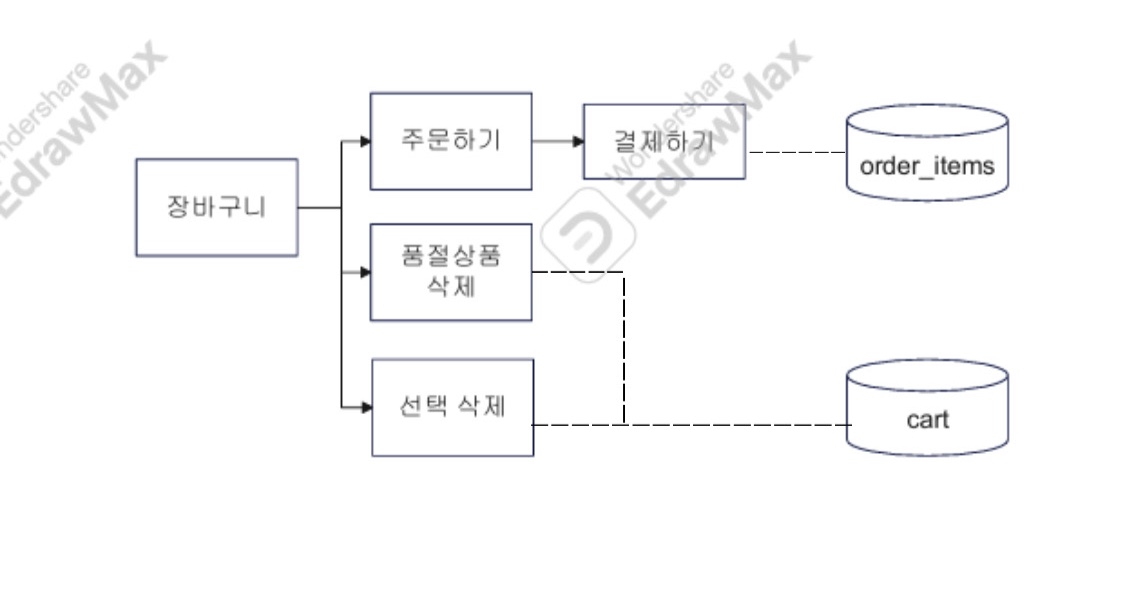 Wondershare
EdrawMax
주문하기
결제하기
order_items
장바구니
품절상품
삭제
Wondershare
EdrawMax
선택 삭제
cart